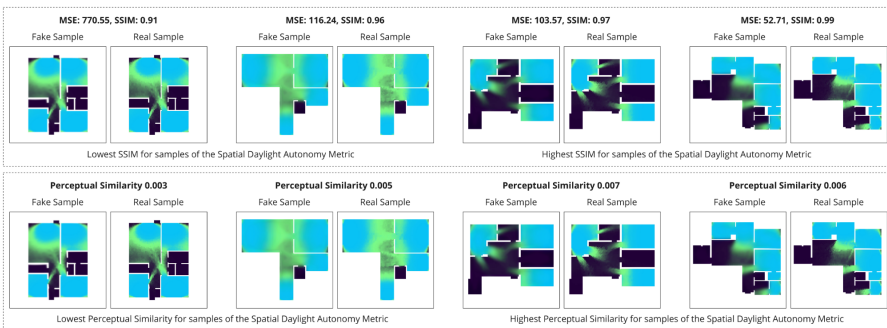 MSE: 770.55, SSIM: 0.91
MSE: 116.24, SSIM: 0.96
MSE: 103.57, SSIM: 0.97
MSE: 52.71, SSIM: 0.99
Fake Sample
Real Sample
Fake Sample
Real Sample
Fake Sample
Real Sample
Fake Sample
Real Sample
Lowest SSIM for samples of the Spatial Daylight Autonomy Metric
Highest SSIM for samples of the Spatial Daylight Autonomy Metric
Perceptual Similarity 0.003
Perceptual Similarity 0.005
Perceptual Similarity 0.007
Perceptual Similarity 0.006
Fake Sample
Real Sample
Fake Sample
Real Sample
Fake Sample
Real Sample
Fake Sample
Real Sample
Lowest Perceptual Similarity for samples of the Spatial Daylight Autonomy Metric
Highest Perceptual Similarity for samples of the Spatial Daylight Autonomy Metric